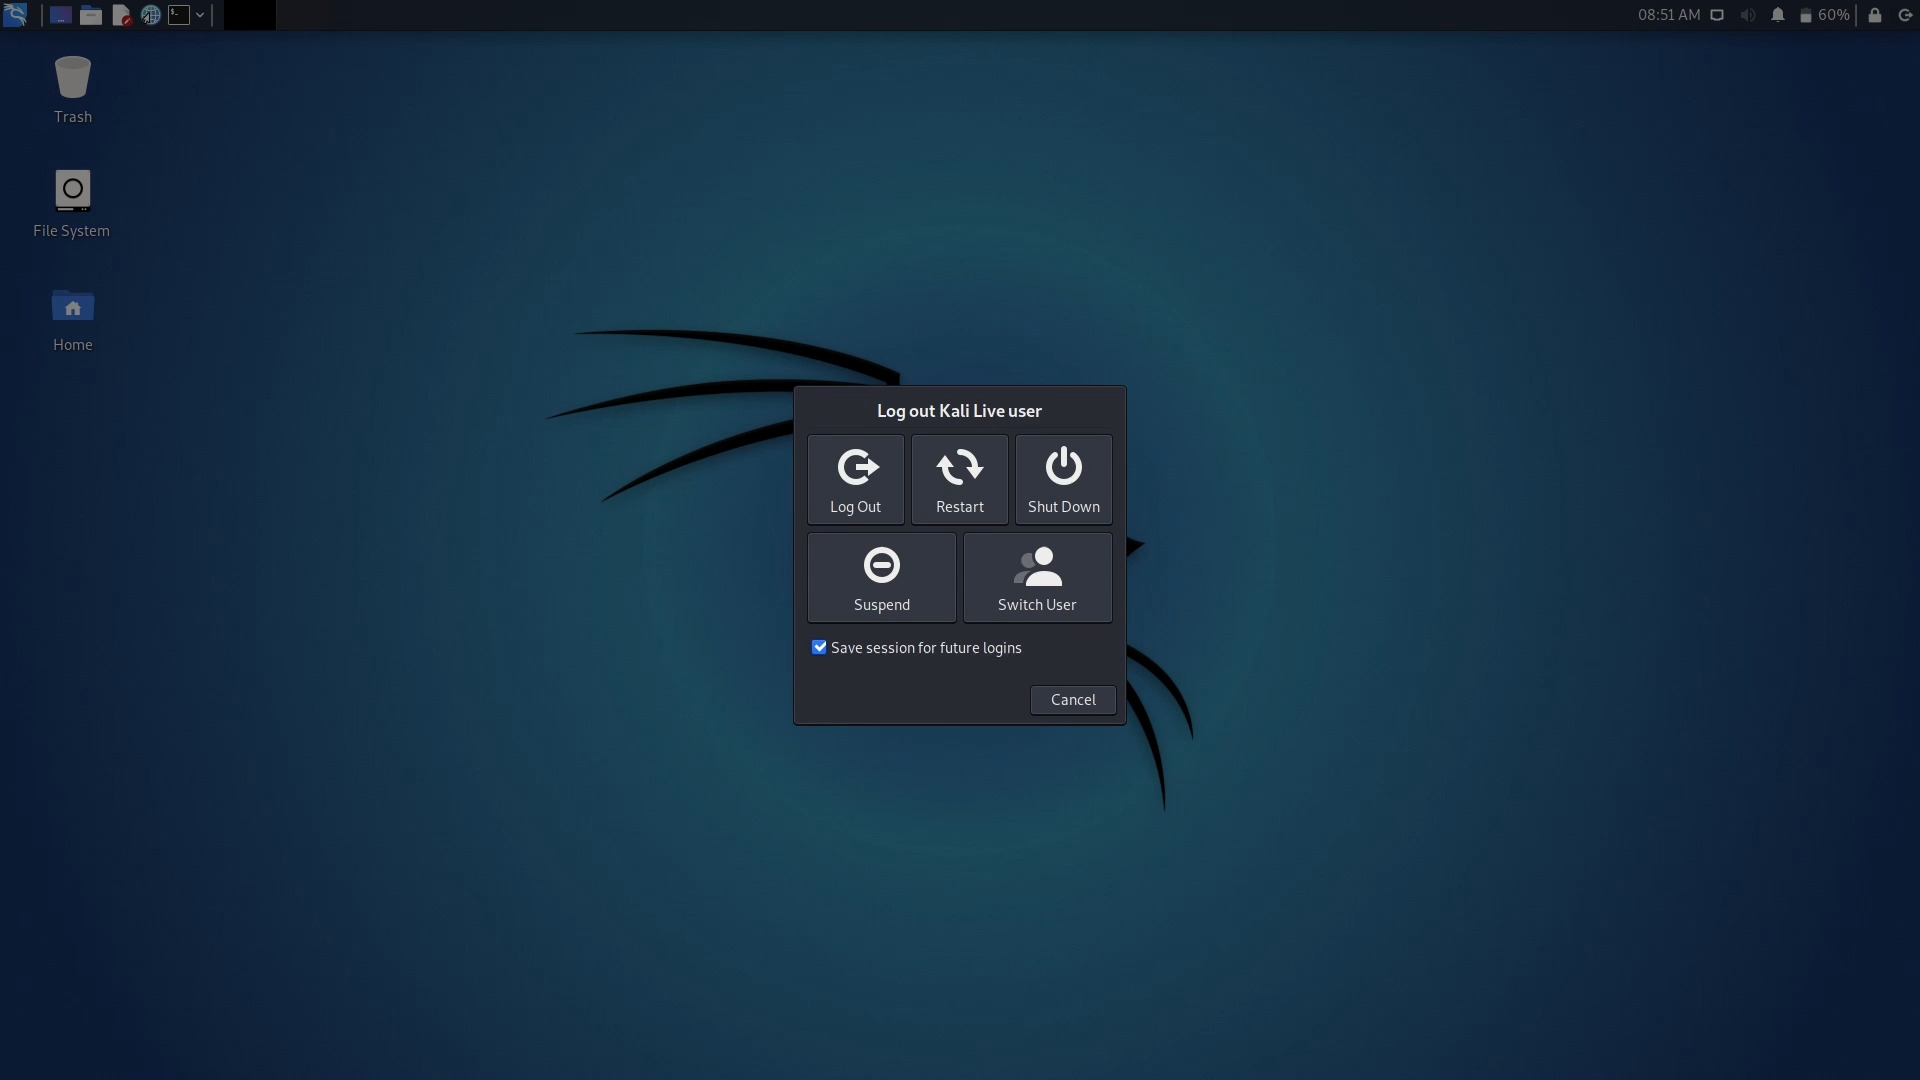 08:51 AM
60%
Trash
File System
Home
Log out Kali Live user
Log Out
Restart
Shut Down
Suspend
Switch User
Save session for future logins
Cancel